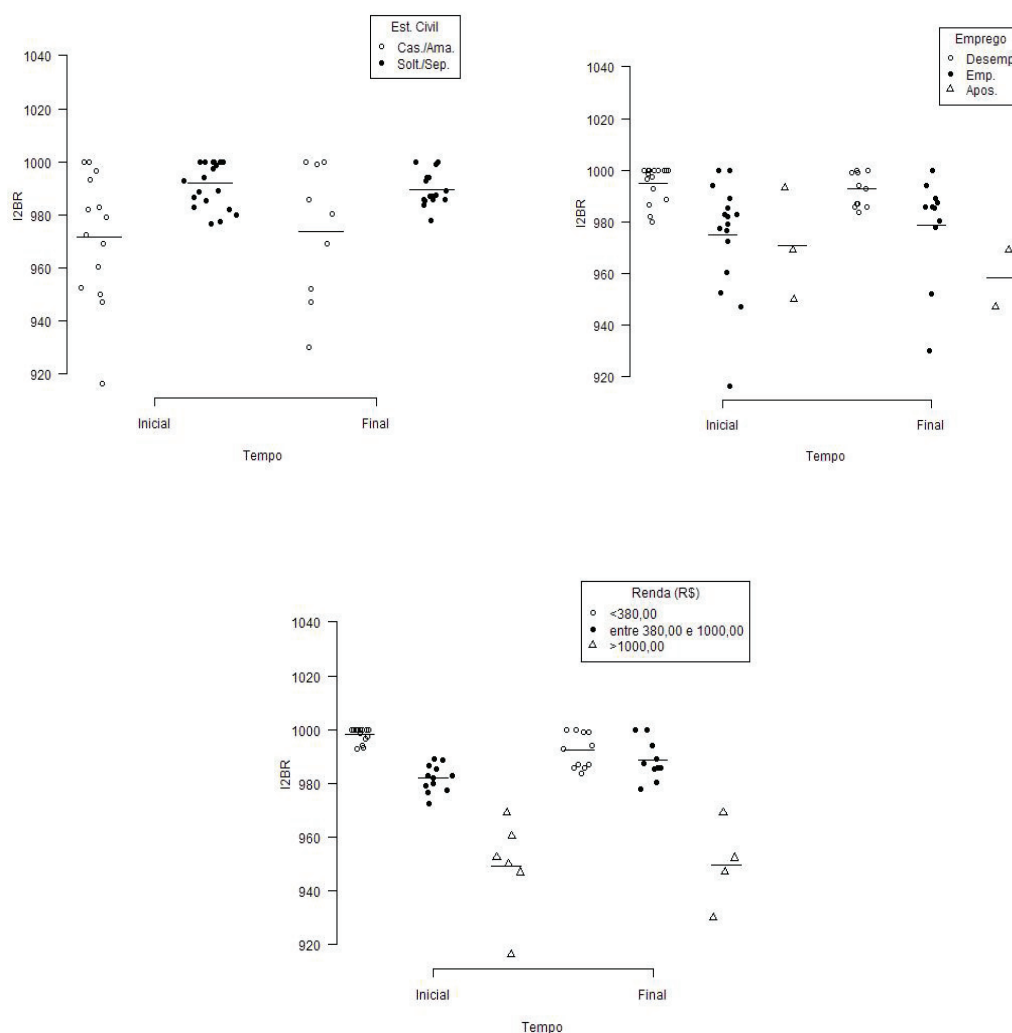 Est. Civil
Cas./Ama.
Solt./Sep.
1040
1020
1000
980
960
940
920
I2BR
Inicial
Final
Tempo
Emprego
Desemp
Emp.
Apos.
1040
1020
1000
980
960
940
920
I2BR
Inicial
Final
Tempo
Renda (R$)
<380,00
entre 380,00 e 1000,00
>1000,00
1040
1020
1000
980
960
940
920
I2BR
Inicial
Final
Tempo